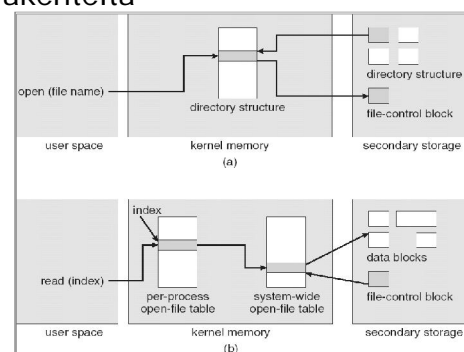 directory structure
open (file name)
directory structure
file-control block
user space
kernel memory
secondary storage
(a)
index
data blocks
read (index)
per-process
open-file table
system-wide
open-file table
file-control block
user space
kernel memory
secondary storage
(b)